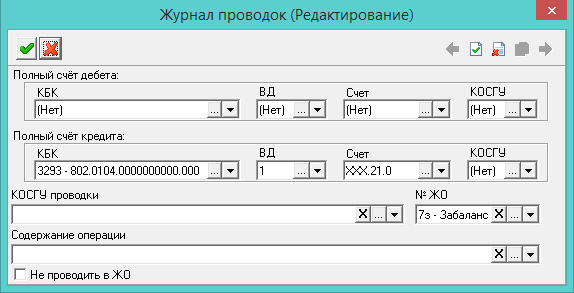 Журнал проводок (Редактирование)
Полный счёт дебета:
КБК ВД Счет КОСГУ
(Нет) ... (Нет) ... (Нет) ... (Нет) ...
Полный счёт кредита:
КБК ВД Счет КОСГУ
3293 - 802.0104.0000000000.000 ... 1 ... XXX.21.0 ... (Нет) ...
КОСГУ проводки № ЖО
X ... 7з - Забаланс X ...
Содержание операции
X ...
Не проводить в ЖО